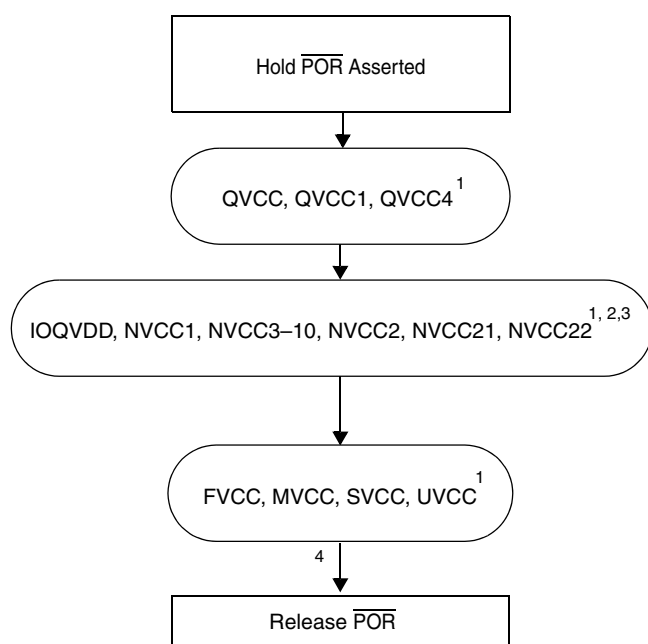 Hold POR Asserted
QVCC, QVCC1, QVCC4 1
IOQVDD, NVCC1, NVCC3–10, NVCC2, NVCC21, NVCC22 1, 2,3
FVCC, MVCC, SVCC, UVCC 1
4
Release POR